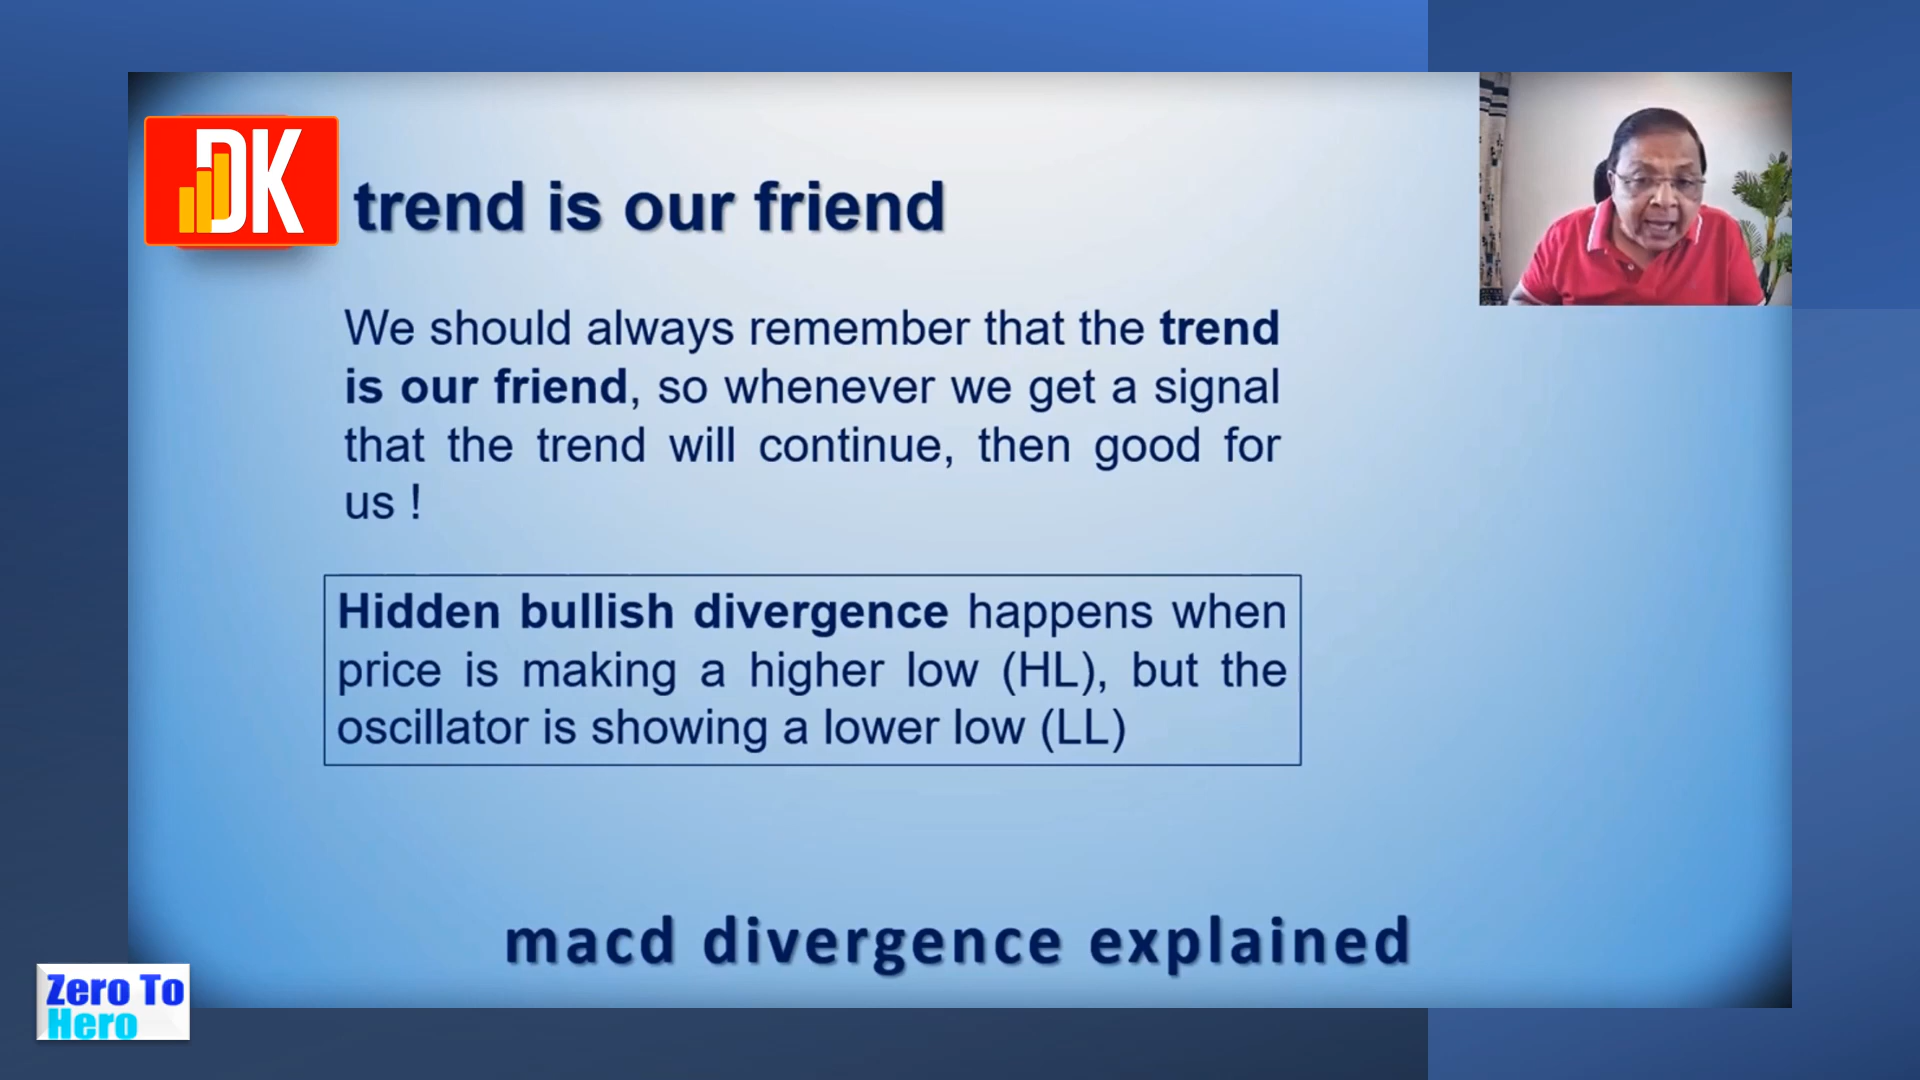 DK
trend is our friend
We should always remember that the trend
is our friend, so whenever we get a signal
that the trend will continue, then good for
us !
Hidden bullish divergence happens when
price is making a higher low (HL), but the
oscillator is showing a lower low (LL)
macd divergence explained
Zero To
Hero